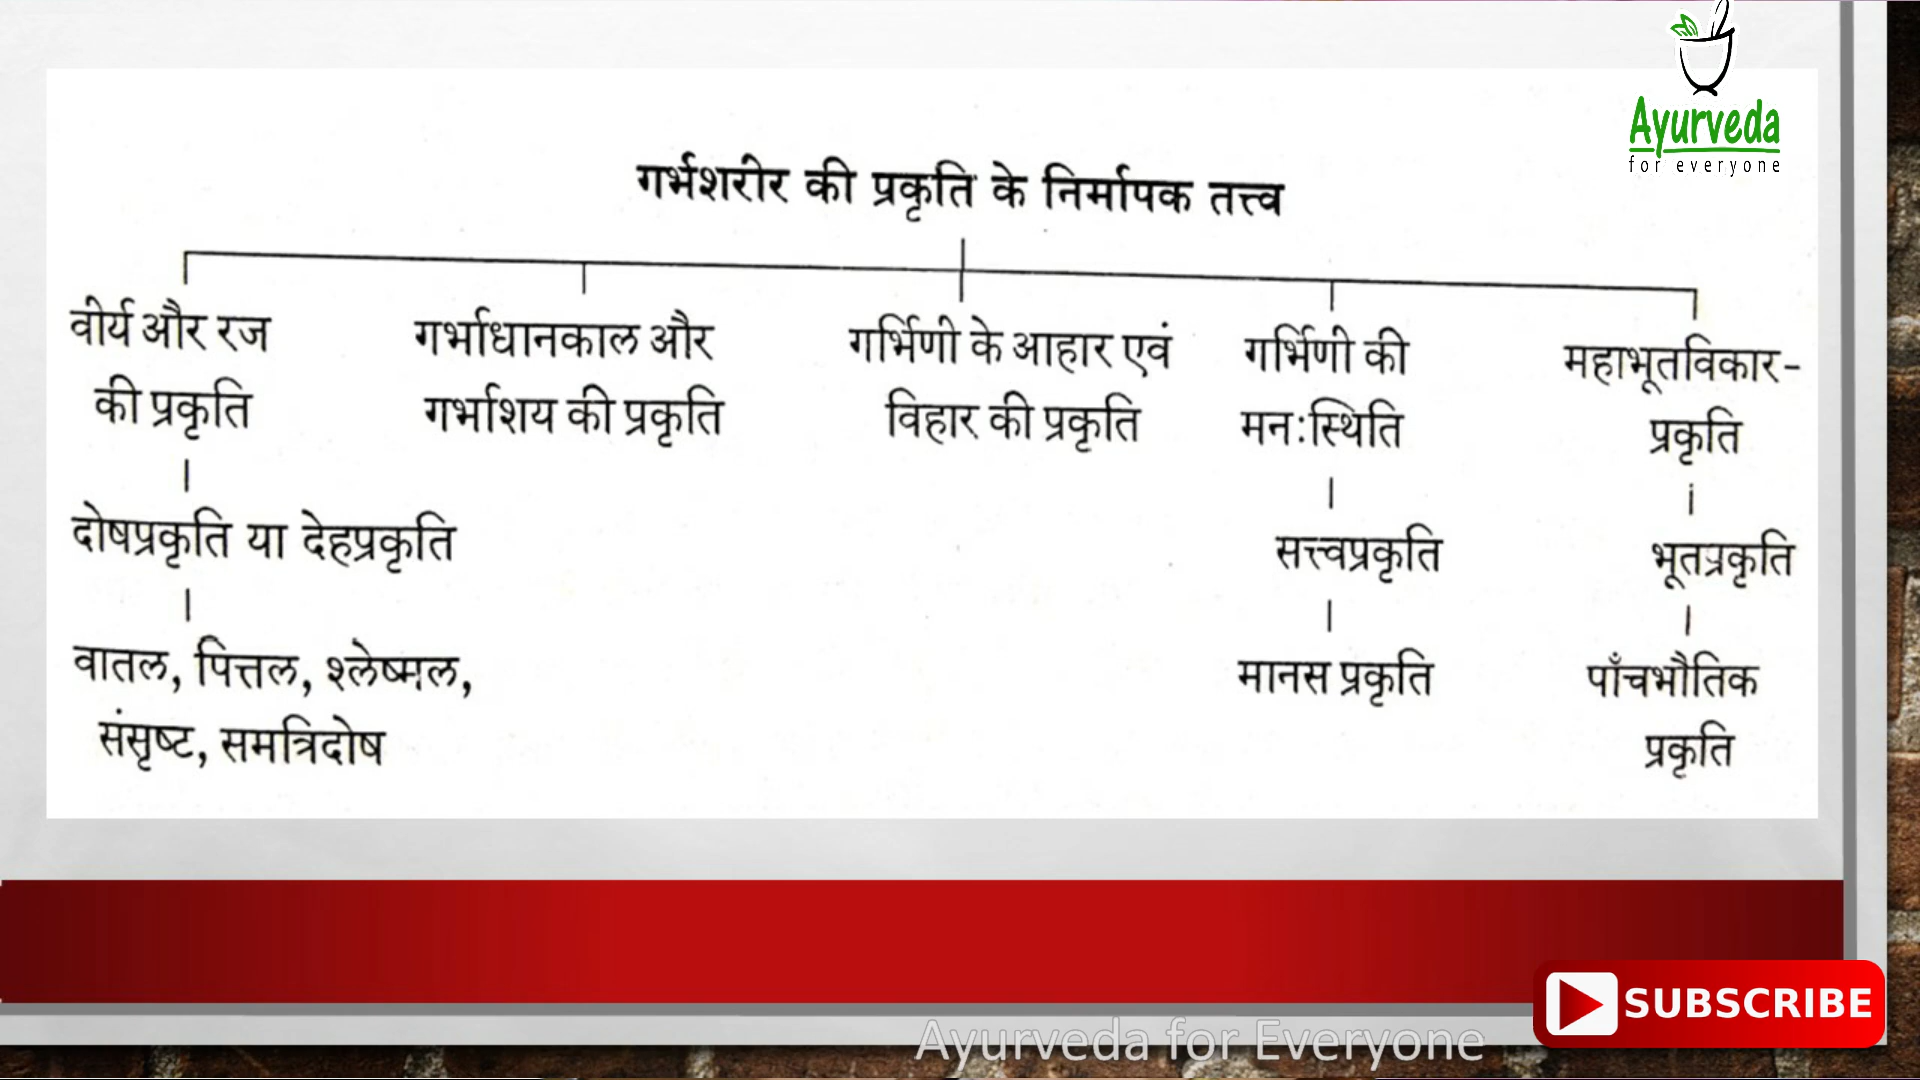 Ayurveda
for everyone
गर्भशरीर की प्रकृति के निर्मापक तत्त्व
वीर्य और रज
की प्रकृति
दोषप्रकृति या देहप्रकृति
वातल, पित्तल, श्लेष्मल,
संसृष्ट, समत्रिदोष
गर्भाधानकाल और
गर्भाशय की प्रकृति
गर्भिणी के आहार एवं
विहार की प्रकृति
गर्भिणी की
मनःस्थिति
सत्त्वप्रकृति
मानस प्रकृति
महाभूतविकार-
प्रकृति
भूतप्रकृति
पाँचभौतिक
प्रकृति
SUBSCRIBE
Ayurveda for Everyone